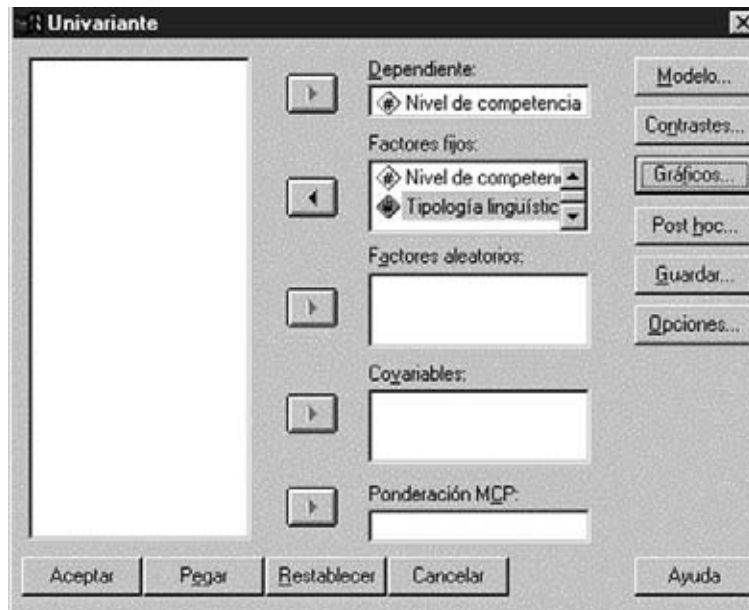 Univariante
Dependiente:
Nivel de competencia
Factores fijos:
Nivel de competen
Tipología lingüístic
Factores aleatorios:
Covariables:
Ponderación MCP:
Modelo...
Contrastes...
Gráficos...
Post hoc...
Guardar...
Opciones...
Aceptar
Pegar
Restablecer
Cancelar
Ayuda